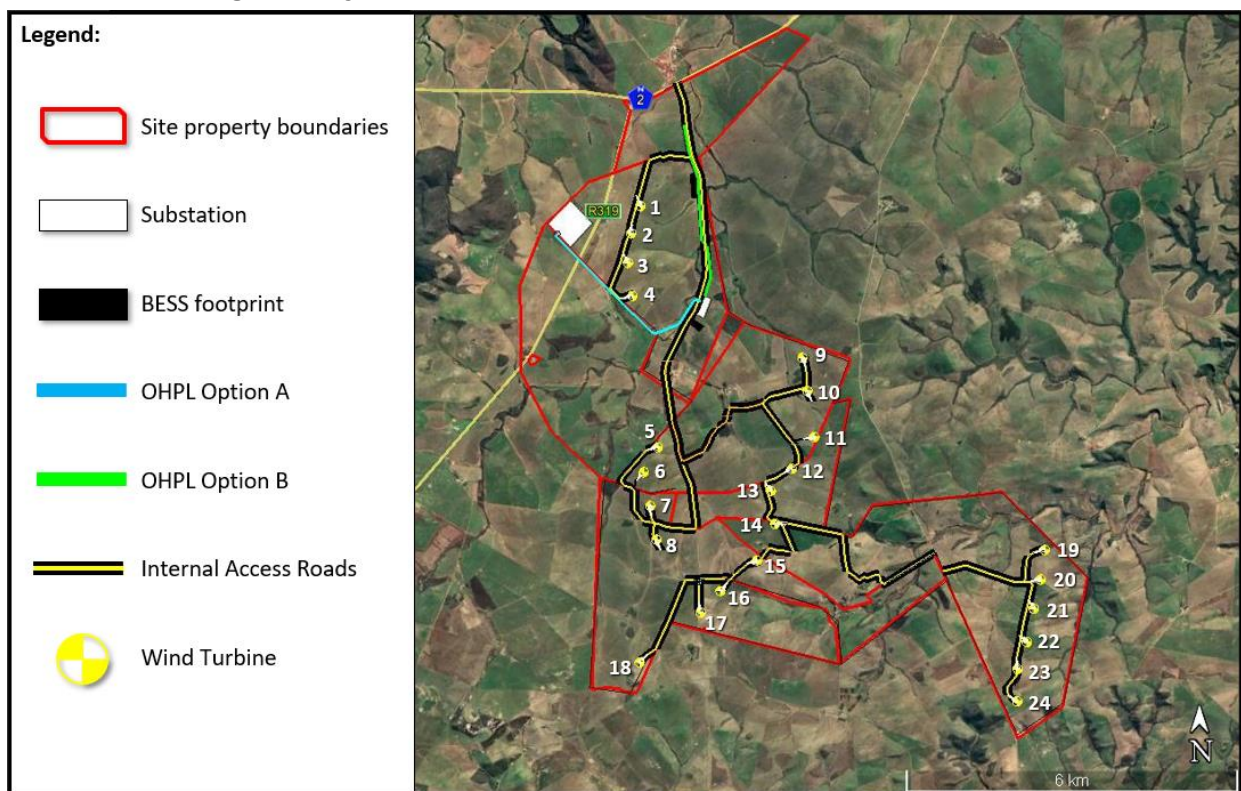 Legend:
Site property boundaries
Substation
BESS footprint
OHPL Option A
OHPL Option B
Internal Access Roads
Wind Turbine
N
2
R319
1
2
3
4
9
10
5
11
6
12
13
7
14
8
19
15
20
16
21
17
22
18
23
24
N
6 km